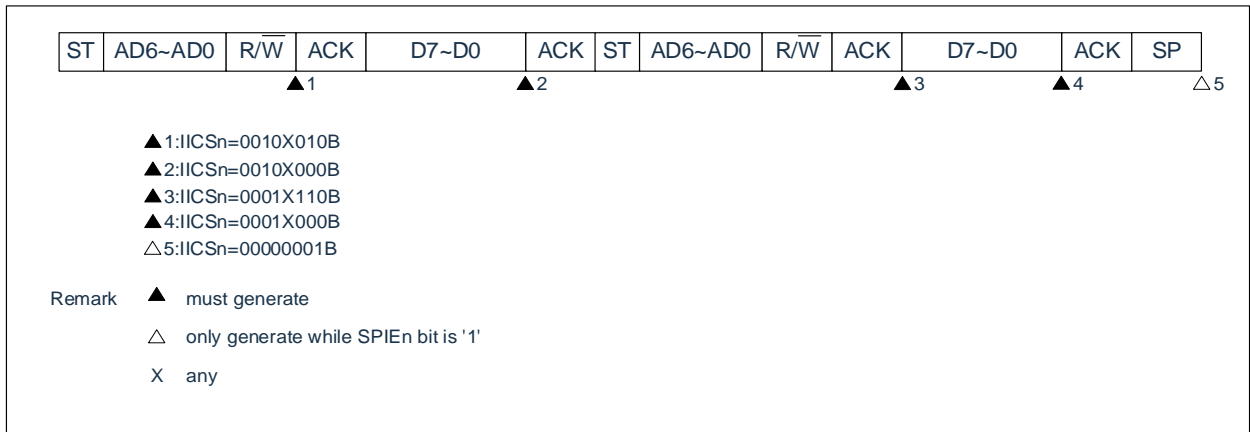 ST AD6~AD0 R/W ACK D7~D0 ACK ST AD6~AD0 R/W ACK D7~D0 ACK SP
▲1 ▲2 ▲3 ▲4 △5
▲1:IICSn=0010X010B
▲2:IICSn=0010X000B
▲3:IICSn=0001X110B
▲4:IICSn=0001X000B
△5:IICSn=00000001B
Remark ▲ must generate
△ only generate while SPIEn bit is '1'
X any